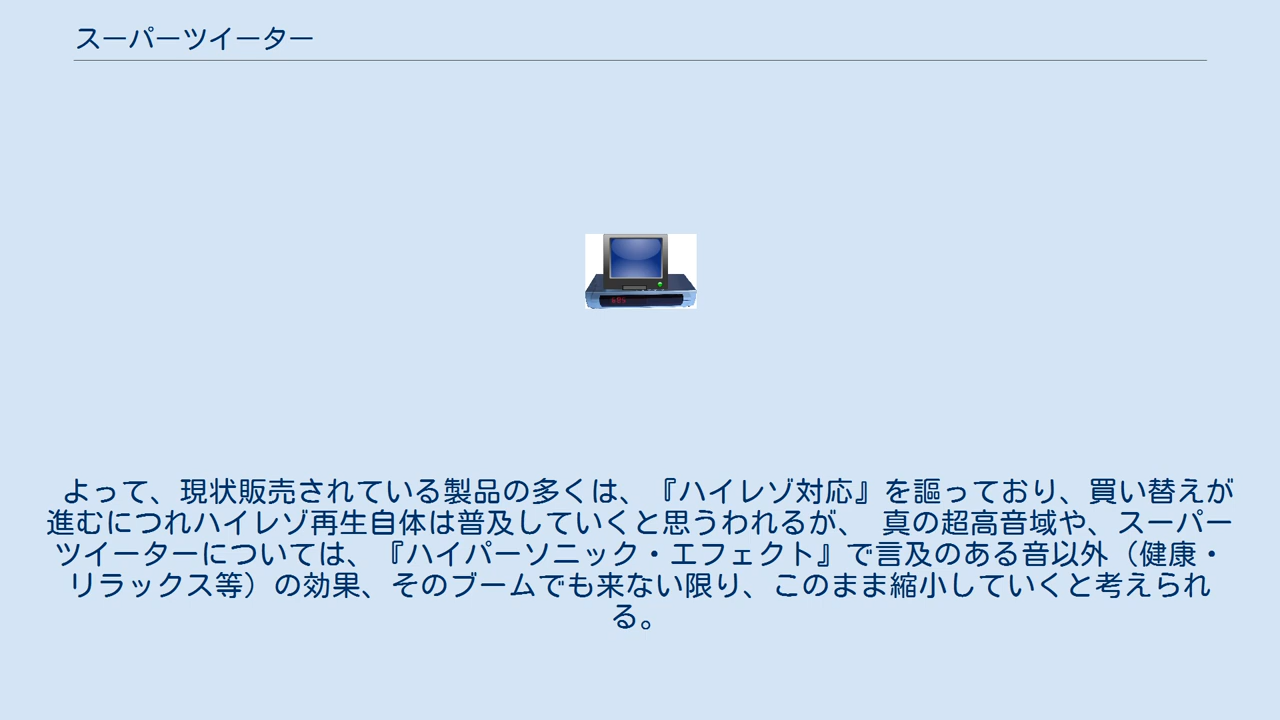 スーパーツイーター
685
よって、現状販売されている製品の多くは、『ハイレゾ対応』を謳っており、買い替えが
進むにつれハイレゾ再生自体は普及していくと思うわれるが、 真の超高音域や、スーパー
ツイーターについては、『ハイパーソニック・エフェクト』で言及のある音以外（健康・
リラックス等）の効果、そのブームでも来ない限り、このまま縮小していくと考えられ
る。